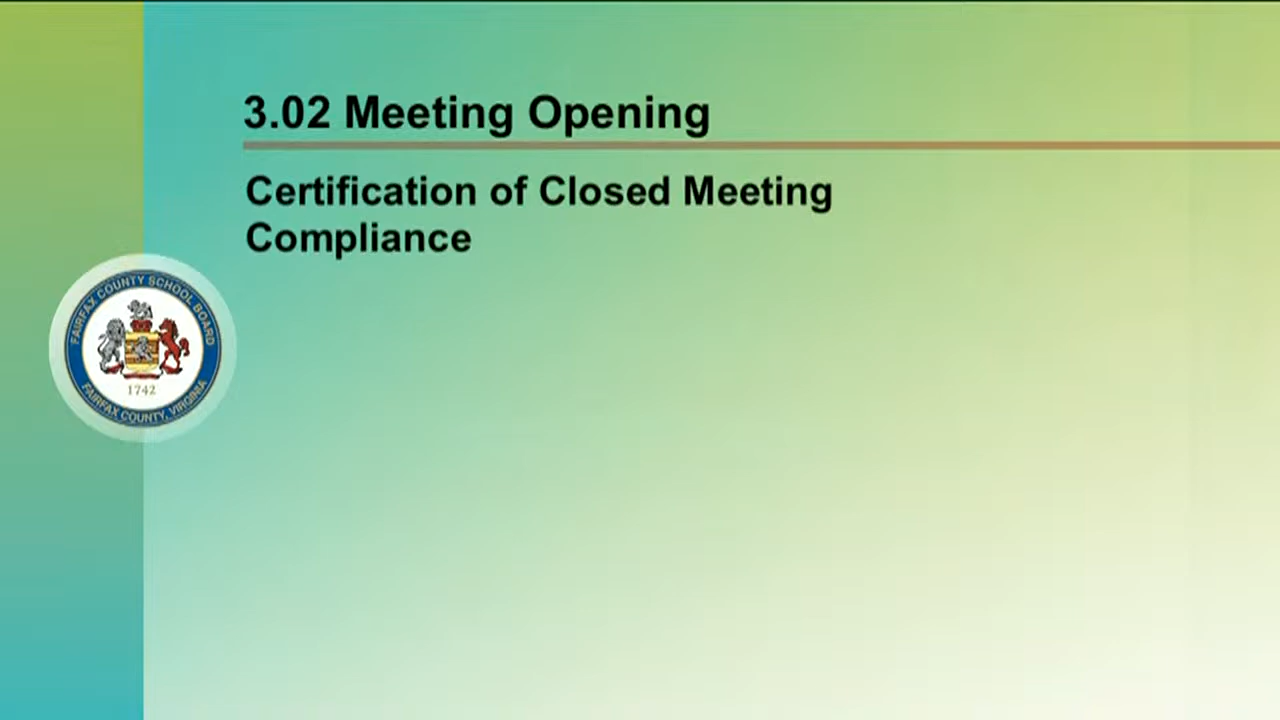 3.02 Meeting Opening
Certification of Closed Meeting
Compliance
FAIRFAX COUNTY SCHOOL BOARD
1742
FAIRFAX COUNTY, VIRGINIA